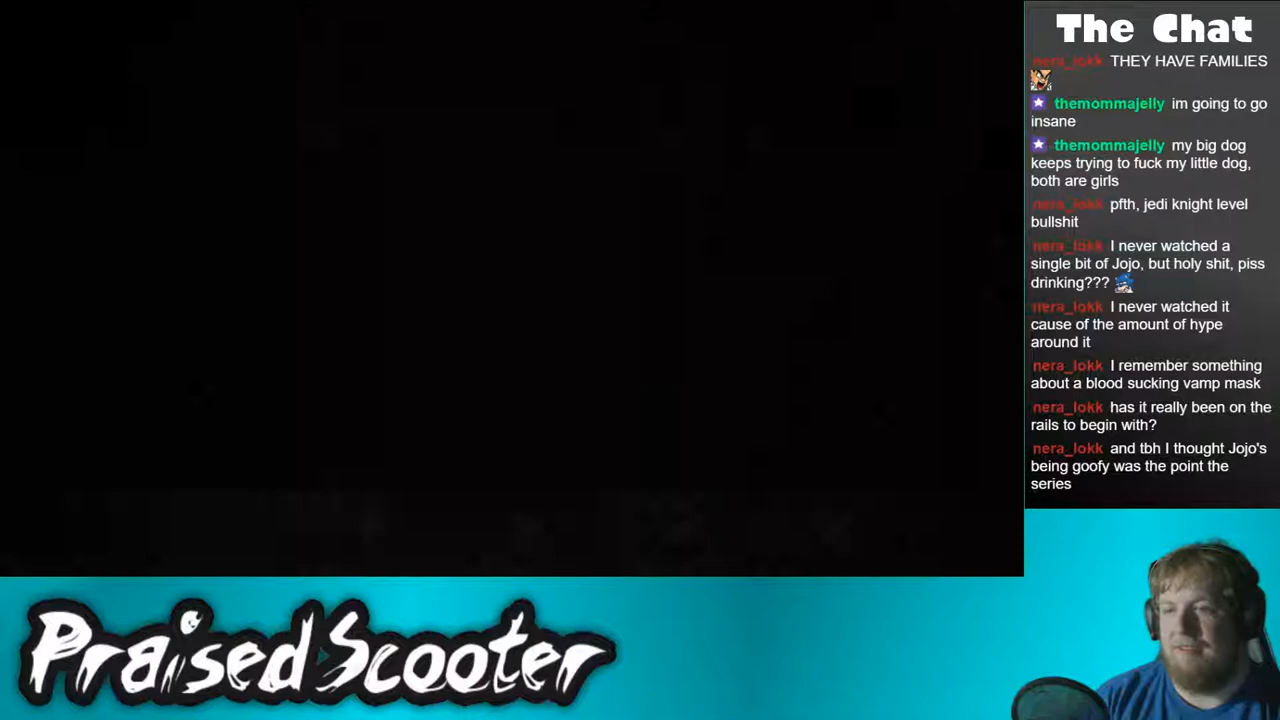 The Chat
nera_lokk THEY HAVE FAMILIES
themommajelly im going to go
insane
themommajelly my big dog
keeps trying to fuck my little dog,
both are girls
nera_lokk pfth, jedi knight level
bullshit
nera_lokk I never watched a
single bit of Jojo, but holy shit, piss
drinking???
nera_lokk I never watched it
cause of the amount of hype
around it
nera_lokk I remember something
about a blood sucking vamp mask
nera_lokk has it really been on the
rails to begin with?
nera_lokk and tbh I thought Jojo's
being goofy was the point the
series
PraisedScooter